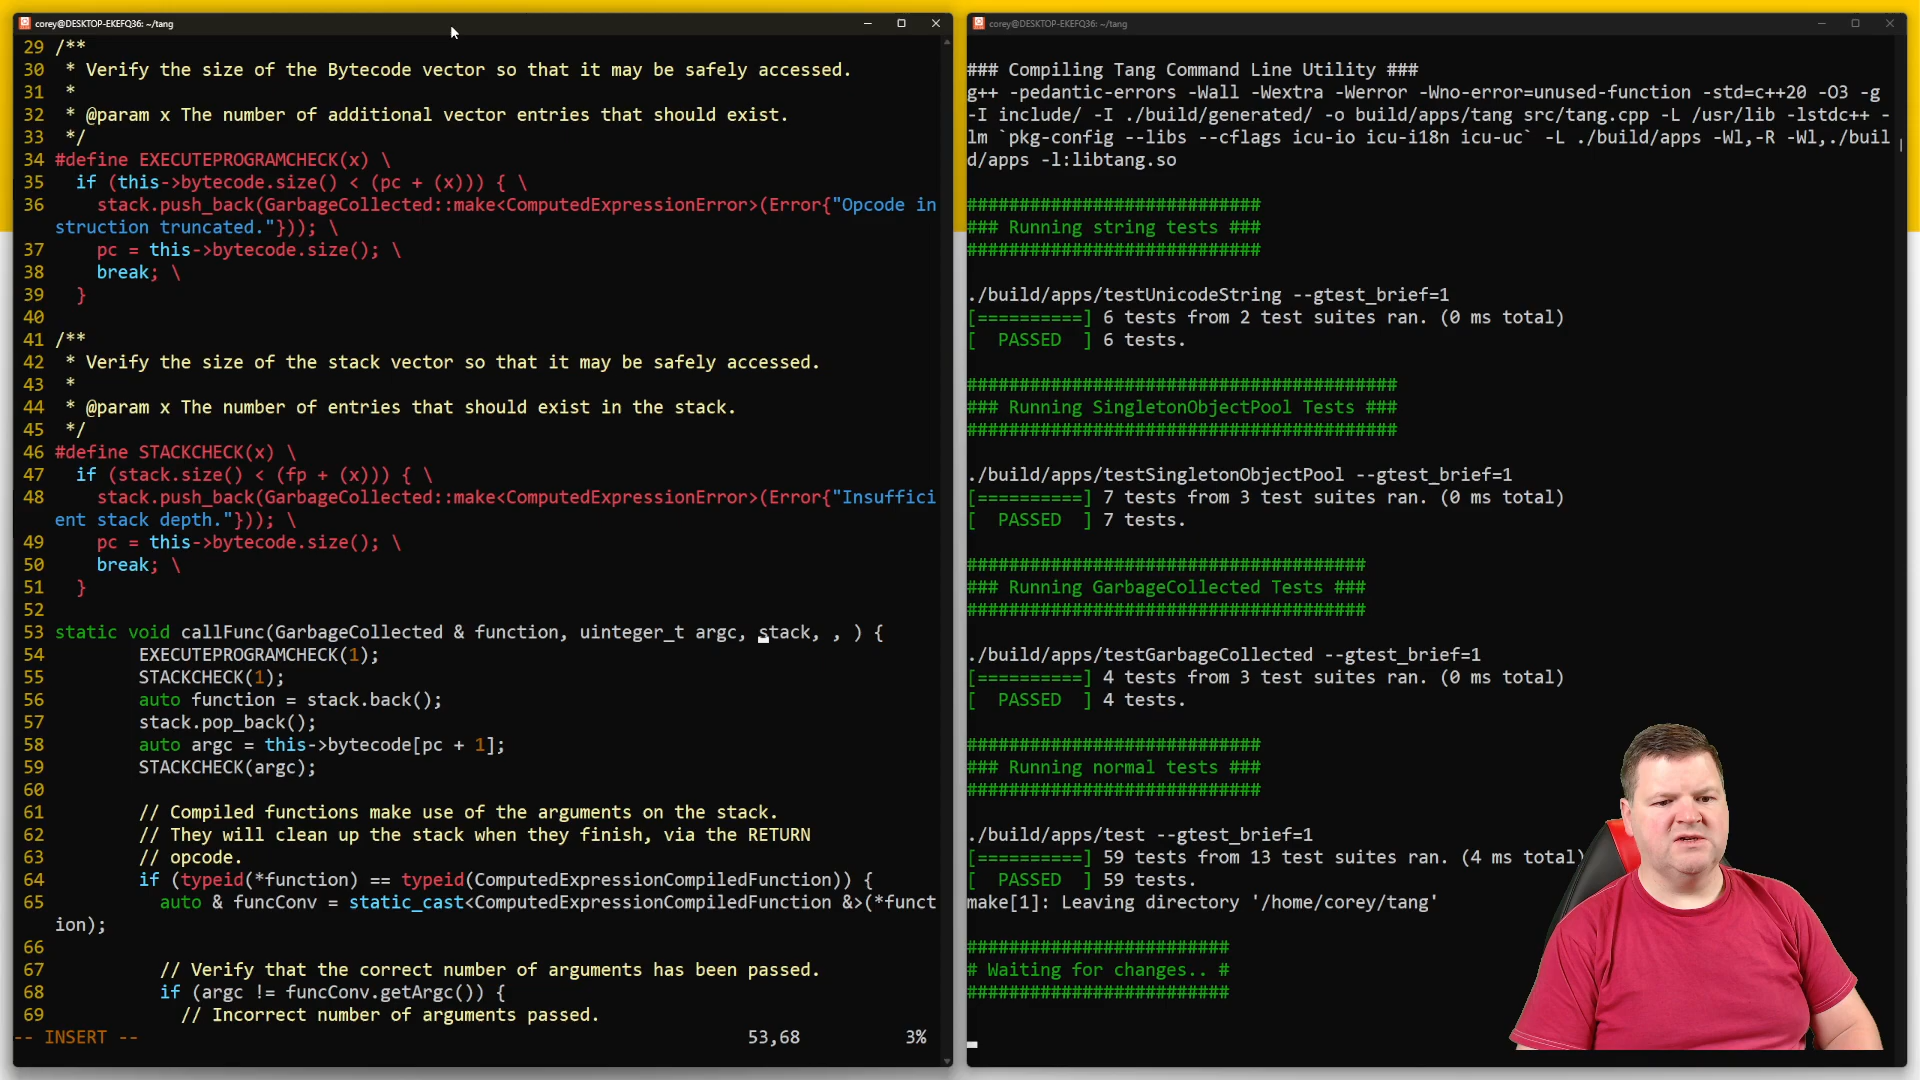 corey@DESKTOP-EKEFQ36: ~/tang
29 /**
30  * Verify the size of the Bytecode vector so that it may be safely accessed.
31  *
32  * @param x The number of additional vector entries that should exist.
33  */
34 #define EXECUTEPROGRAMCHECK(x) \
35   if (this->bytecode.size() < (pc + (x))) { \
36     stack.push_back(GarbageCollected::make<ComputedExpressionError>(Error{"Opcode in
struction truncated."})); \
37     pc = this->bytecode.size(); \
38     break; \
39   }
40
41 /**
42  * Verify the size of the stack vector so that it may be safely accessed.
43  *
44  * @param x The number of entries that should exist in the stack.
45  */
46 #define STACKCHECK(x) \
47   if (stack.size() < (fp + (x))) { \
48     stack.push_back(GarbageCollected::make<ComputedExpressionError>(Error{"Insuffici
ent stack depth."})); \
49     pc = this->bytecode.size(); \
50     break; \
51   }
52
53 static void callFunc(GarbageCollected & function, uinteger_t argc, stack, , ) {
54         EXECUTEPROGRAMCHECK(1);
55         STACKCHECK(1);
56         auto function = stack.back();
57         stack.pop_back();
58         auto argc = this->bytecode[pc + 1];
59         STACKCHECK(argc);
60
61         // Compiled functions make use of the arguments on the stack.
62         // They will clean up the stack when they finish, via the RETURN
63         // opcode.
64         if (typeid(*function) == typeid(ComputedExpressionCompiledFunction)) {
65           auto & funcConv = static_cast<ComputedExpressionCompiledFunction &>(*funct
ion);
66
67           // Verify that the correct number of arguments has been passed.
68           if (argc != funcConv.getArgc()) {
69             // Incorrect number of arguments passed.
-- INSERT -- 53,68 3%
corey@DESKTOP-EKEFQ36: ~/tang
### Compiling Tang Command Line Utility ###
g++ -pedantic-errors -Wall -Wextra -Werror -Wno-error=unused-function -std=c++20 -O3 -g
-I include/ -I ./build/generated/ -o build/apps/tang src/tang.cpp -L /usr/lib -lstdc++ -
lm `pkg-config --libs --cflags icu-io icu-i18n icu-uc` -L ./build/apps -Wl,-R -Wl,./buil
d/apps -l:libtang.so
############################
### Running string tests ###
############################
./build/apps/testUnicodeString --gtest_brief=1
[==========] 6 tests from 2 test suites ran. (0 ms total)
[  PASSED  ] 6 tests.
#########################################
### Running SingletonObjectPool Tests ###
#########################################
./build/apps/testSingletonObjectPool --gtest_brief=1
[==========] 7 tests from 3 test suites ran. (0 ms total)
[  PASSED  ] 7 tests.
######################################
### Running GarbageCollected Tests ###
######################################
./build/apps/testGarbageCollected --gtest_brief=1
[==========] 4 tests from 3 test suites ran. (0 ms total)
[  PASSED  ] 4 tests.
############################
### Running normal tests ###
############################
./build/apps/test --gtest_brief=1
[==========] 59 tests from 13 test suites ran. (4 ms total)
[  PASSED  ] 59 tests.
make[1]: Leaving directory '/home/corey/tang'
#########################
# Waiting for changes.. #
#########################